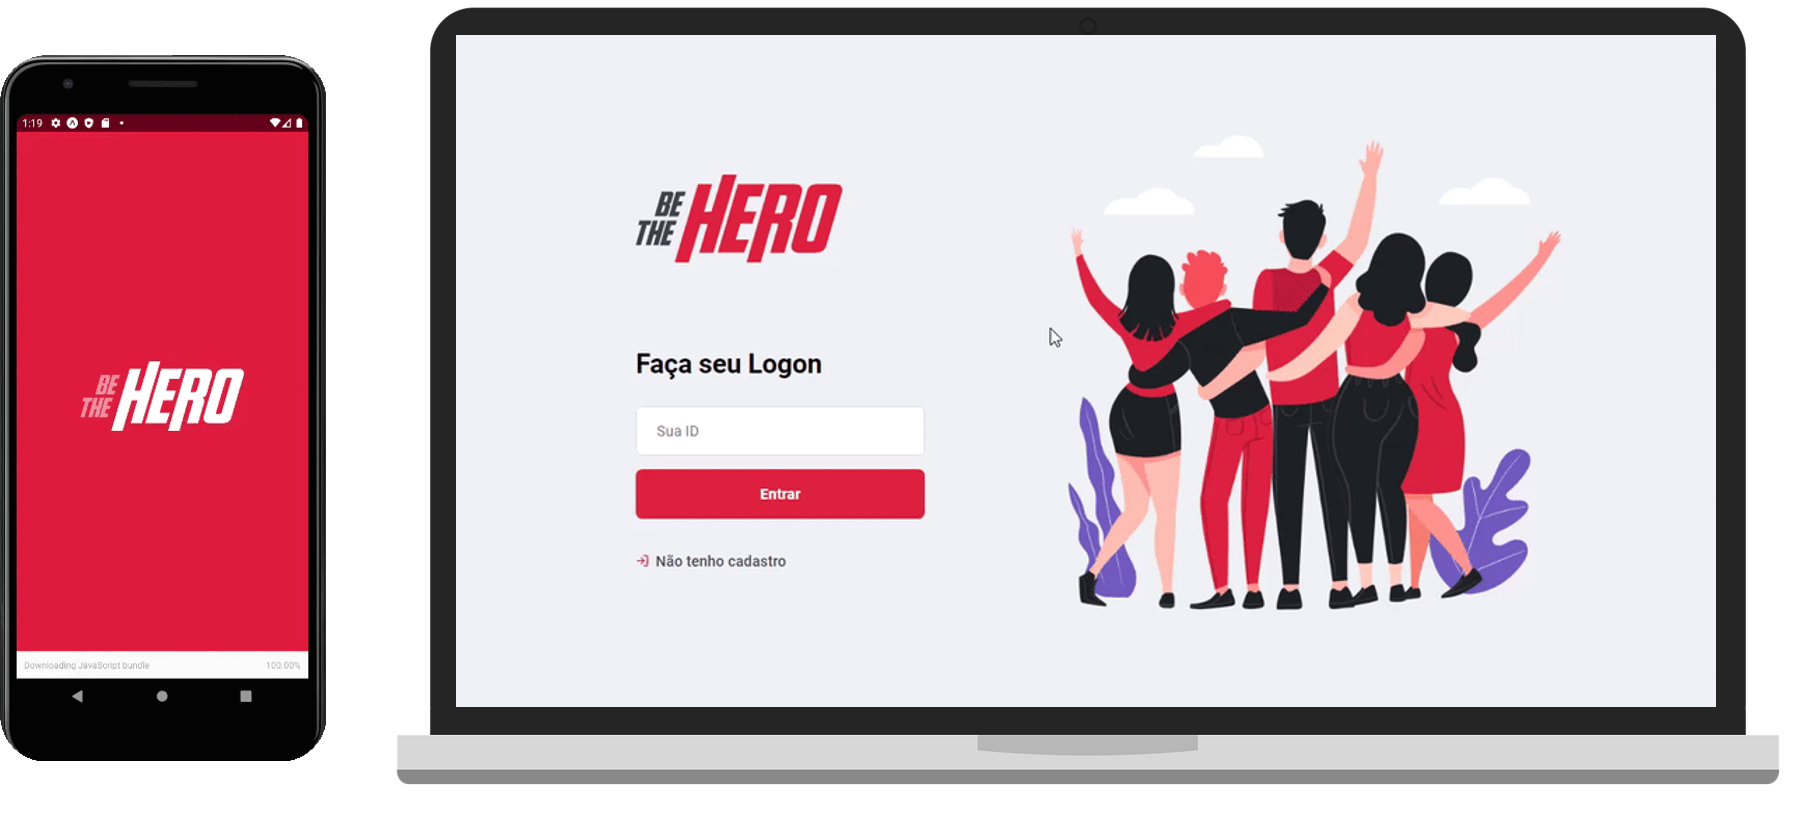 1:19
BE
THE HERO
Downloading JavaScript bundle 100.00%
BE
THE HERO
Faça seu Logon
Sua ID
Entrar
Não tenho cadastro